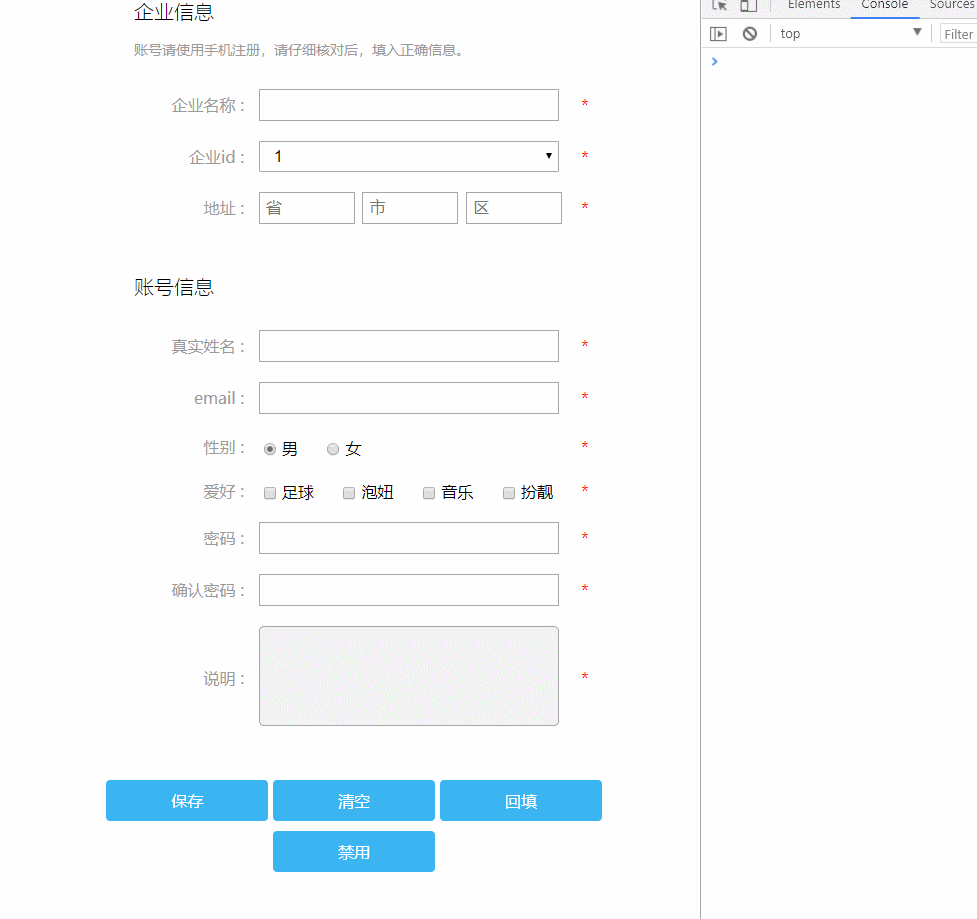 企业信息
账号请使用手机注册，请仔细核对后，填入正确信息。
企业名称： *
企业id： 1 *
地址： 省 市 区 *
账号信息
真实姓名： *
email： *
性别： 男 女 *
爱好： 足球 泡妞 音乐 扮靓 *
密码： *
确认密码： *
说明： *
保存 清空 回填
禁用
Elements Console Sources
top Filter